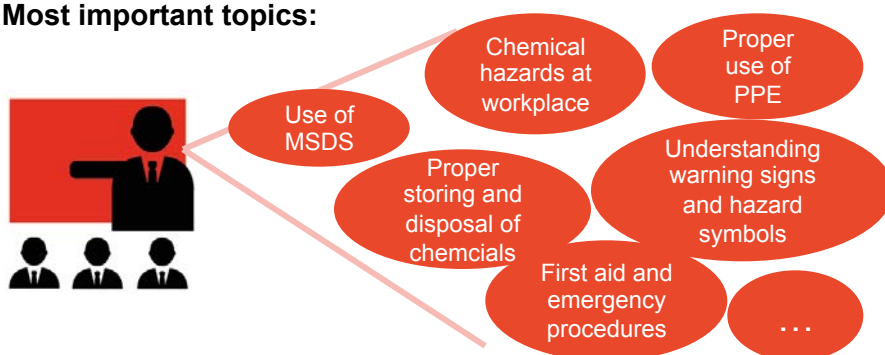 Most important topics:
Chemical
hazards at
workplace
Proper
use of
PPE
Use of
MSDS
Proper
storing and
disposal of
chemcials
Understanding
warning signs
and hazard
symbols
First aid and
emergency
procedures
...